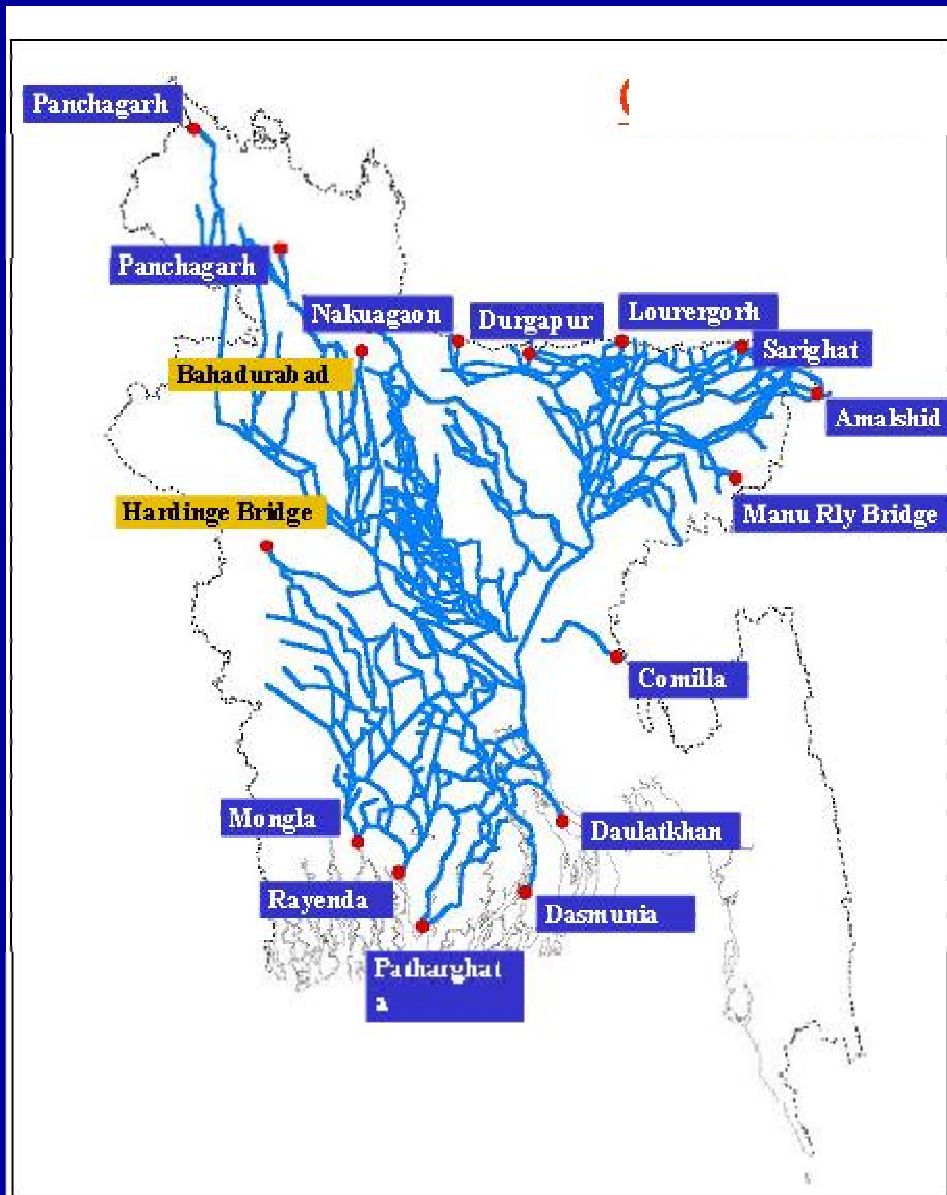 Panchagarh
Panchagarh
Nakuagaon
Durgapur
Lourergorh
Sarighat
Bahadurabad
Amalshid
Hardinge Bridge
Manu Rly Bridge
Comilla
Mongla
Daulatkhan
Rayenda
Dasmunia
Patharghat
a